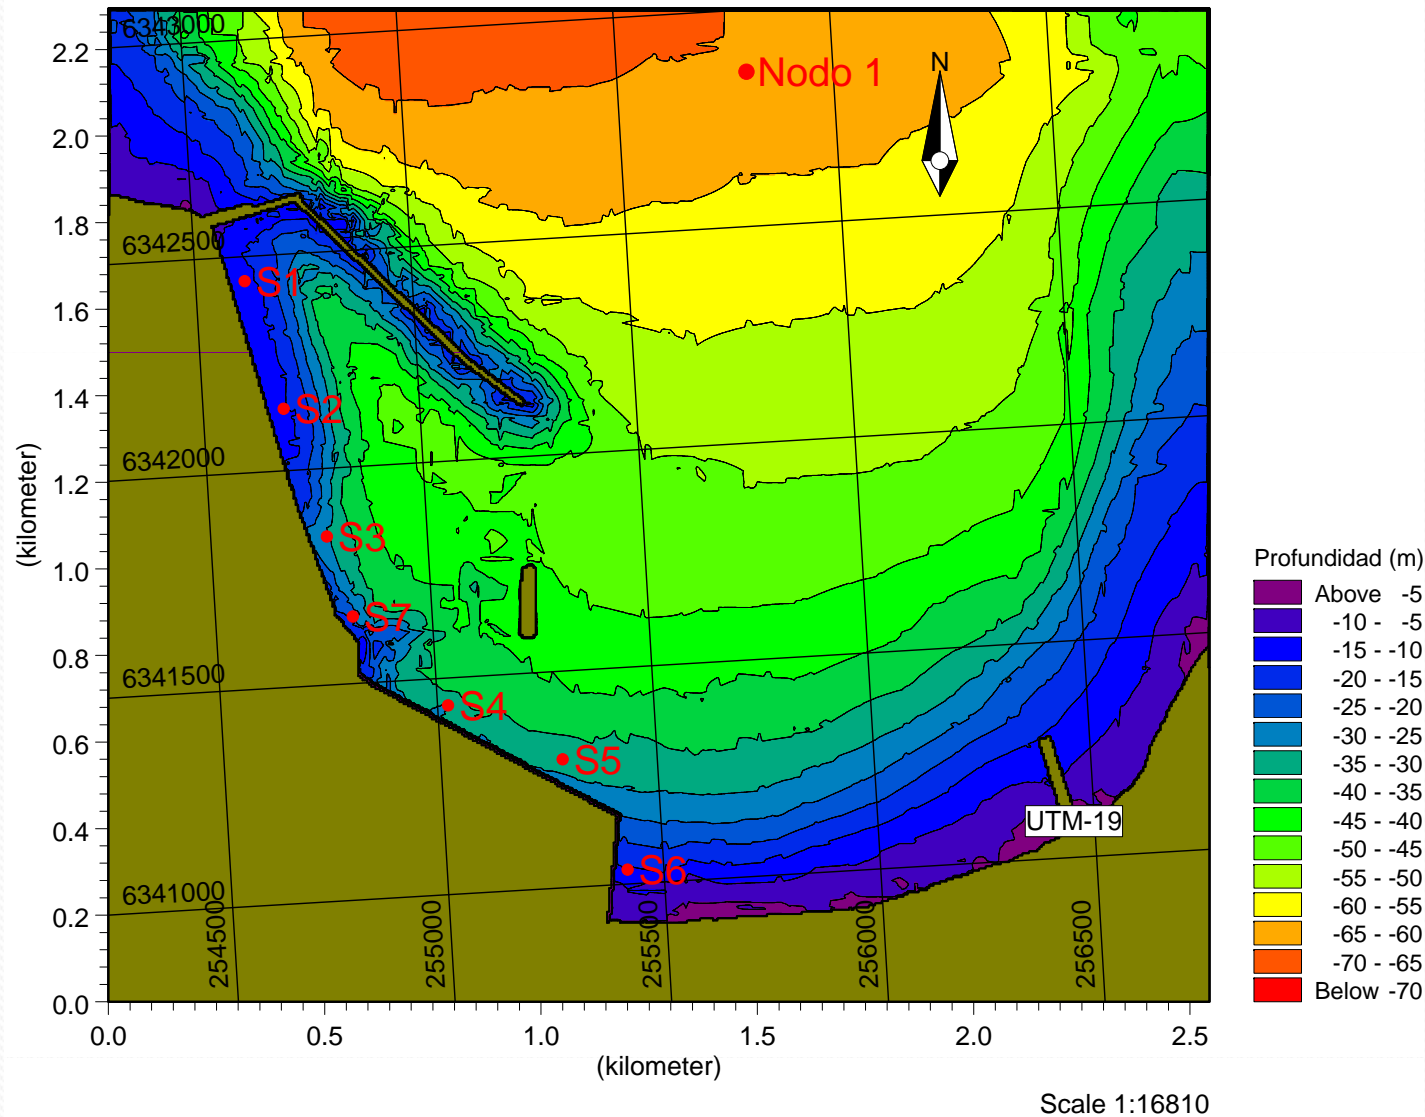 2.2
2.0
1.8
1.6
1.4
1.2
1.0
0.8
0.6
0.4
0.2
0.0
(kilometer)
0.0
0.5
1.0
1.5
2.0
2.5
(kilometer)
Scale 1:16810
6343000
6342500
6342000
6341500
6341000
254500
255000
255500
256000
256500
Nodo 1
N
S1
S2
S3
S7
S4
S5
S6
UTM-19
Profundidad (m)
Above -5
-10 - -5
-15 - -10
-20 - -15
-25 - -20
-30 - -25
-35 - -30
-40 - -35
-45 - -40
-50 - -45
-55 - -50
-60 - -55
-65 - -60
-70 - -65
Below -70